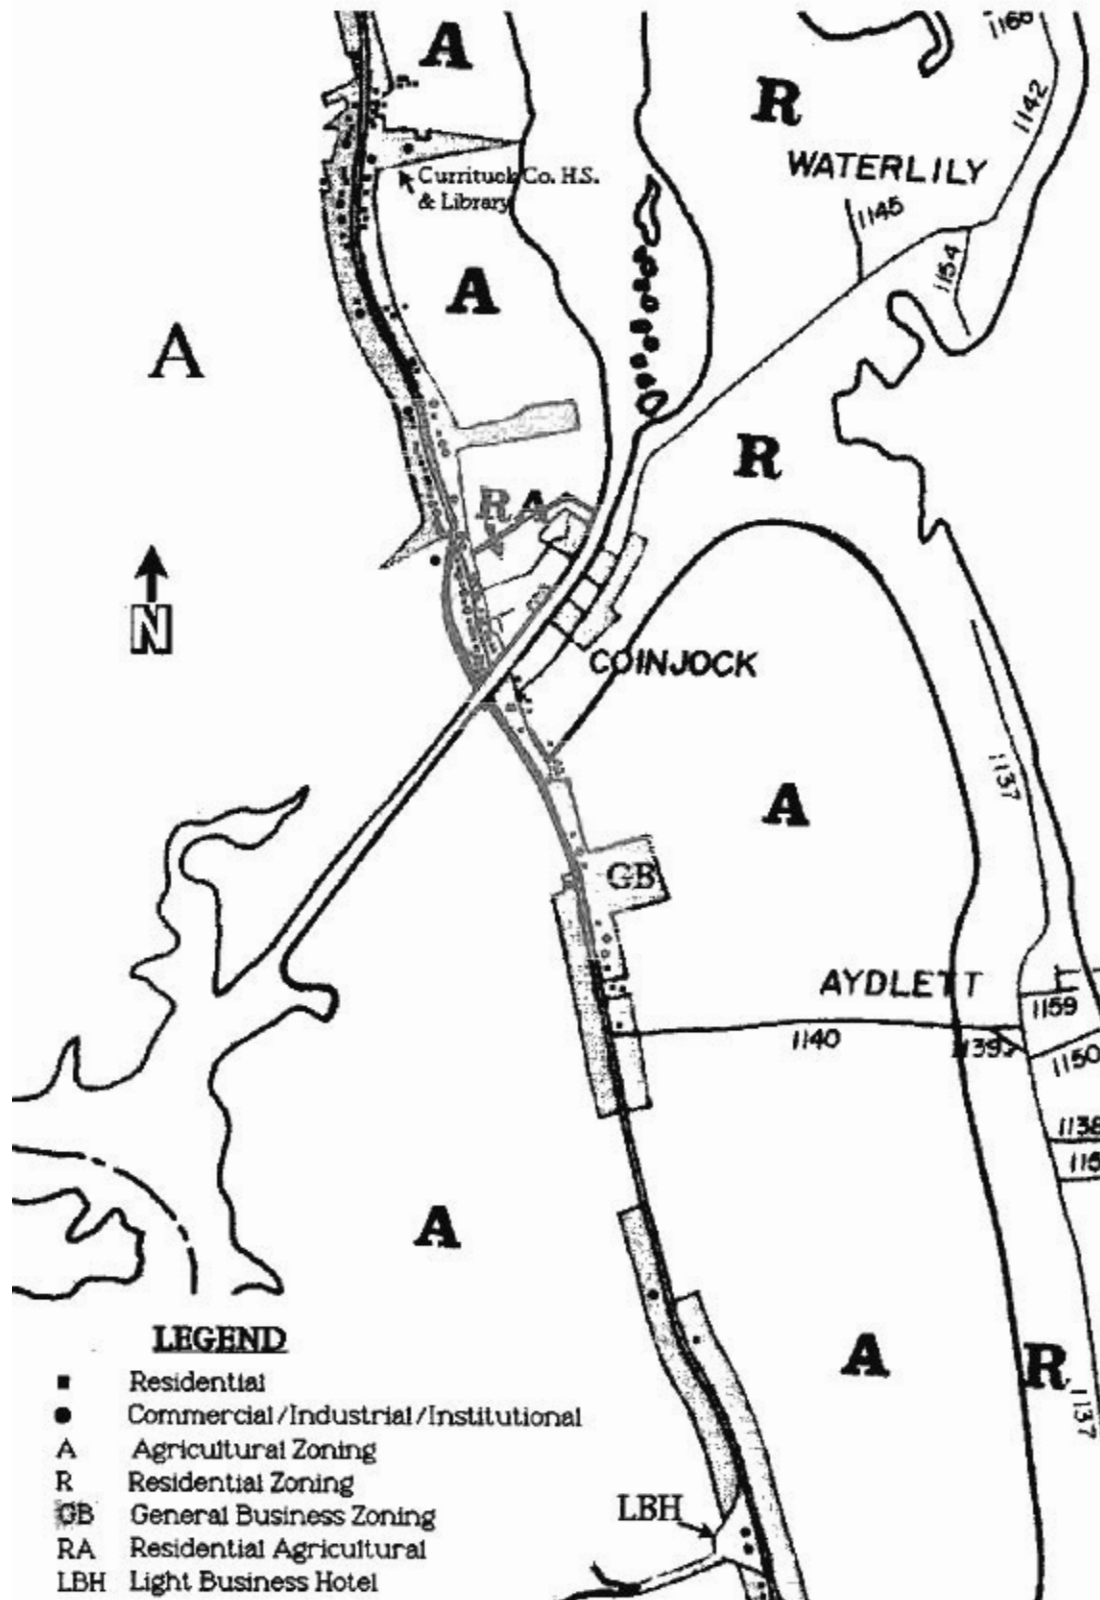 A
1166
R
1142
WATERLILY
Currituck Co. H.S.
& Library
1145
1154
A
A
R
RA
N
COINJOCK
1137
A
GB
AYDLETT
1159
1140
1139
1150
1138
A
A
R
1137
LEGEND
Residential
Commercial/Industrial/Institutional
A Agricultural Zoning
R Residential Zoning
GB General Business Zoning
RA Residential Agricultural
LBH Light Business Hotel
LBH